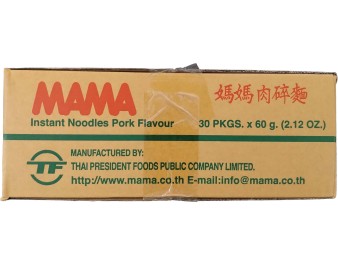 MAMA 媽媽肉碎麵
Instant Noodles Pork Flavour 30 PKGS. x 60 g. (2.12 OZ.)
MANUFACTURED BY:
TF THAI PRESIDENT FOODS PUBLIC COMPANY LIMITED.
http://www.mama.co.th E-mail:info@mama.co.th